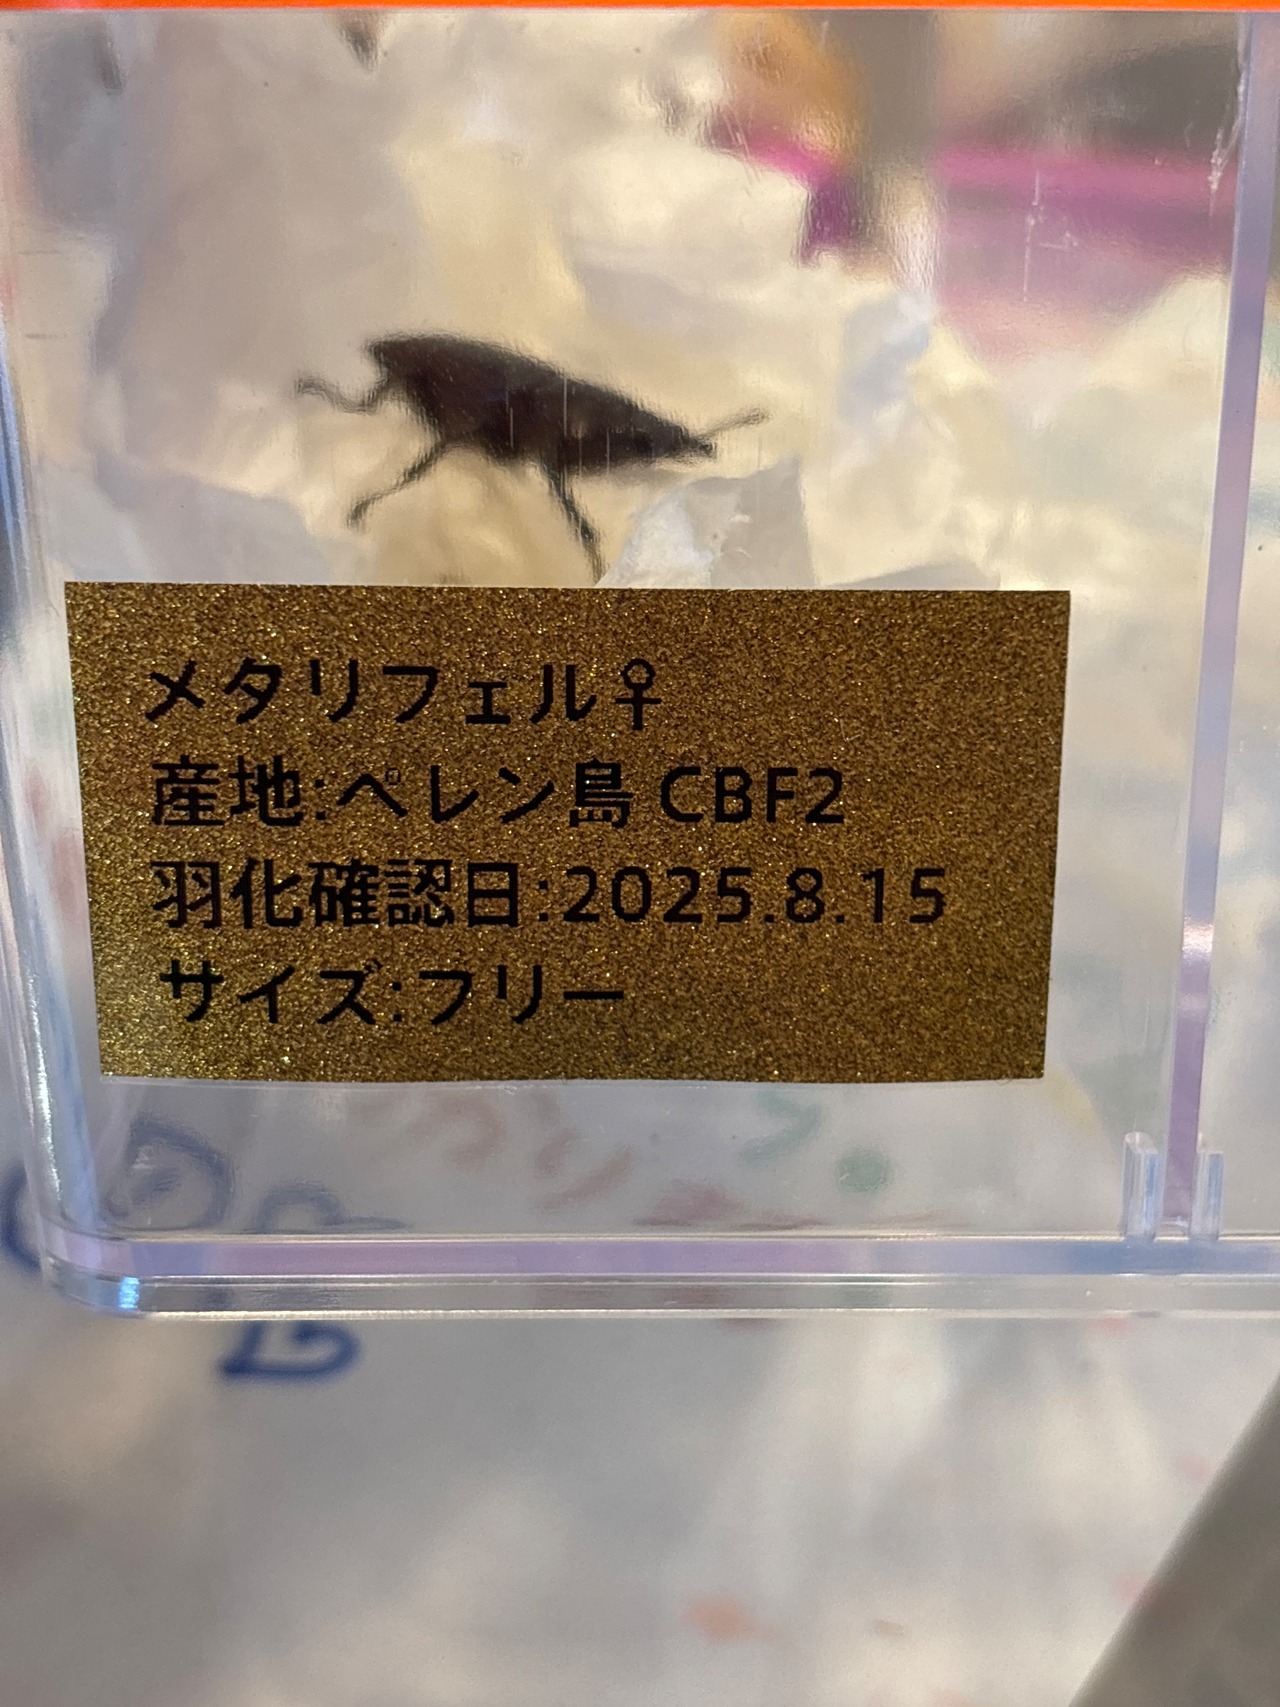 メタリフェル♀
産地:ペレン島 CBF2
羽化確認日:2025.8.15
サイズ:フリー